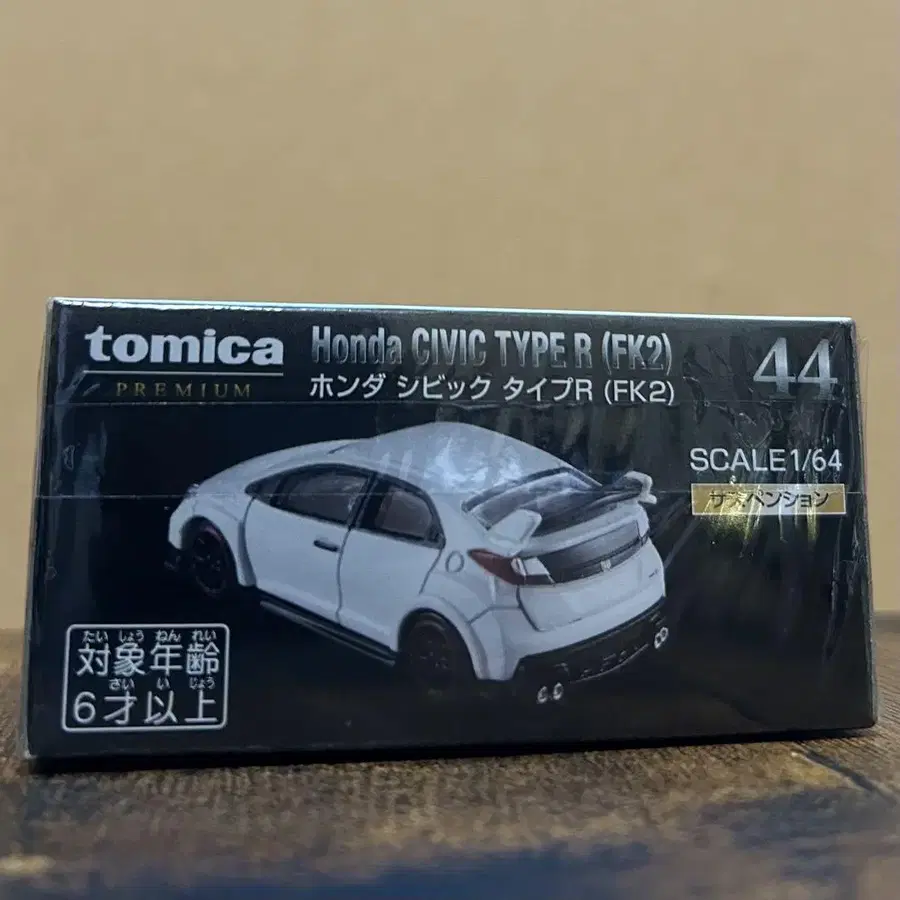 tomica
PREMIUM
Honda CIVIC TYPE R (FK2)
ホンダ シビック タイプR (FK2)
44
SCALE1/64
サスペンション
たい しょう ねん れい
対象年齢
さい い じょう
6才以上